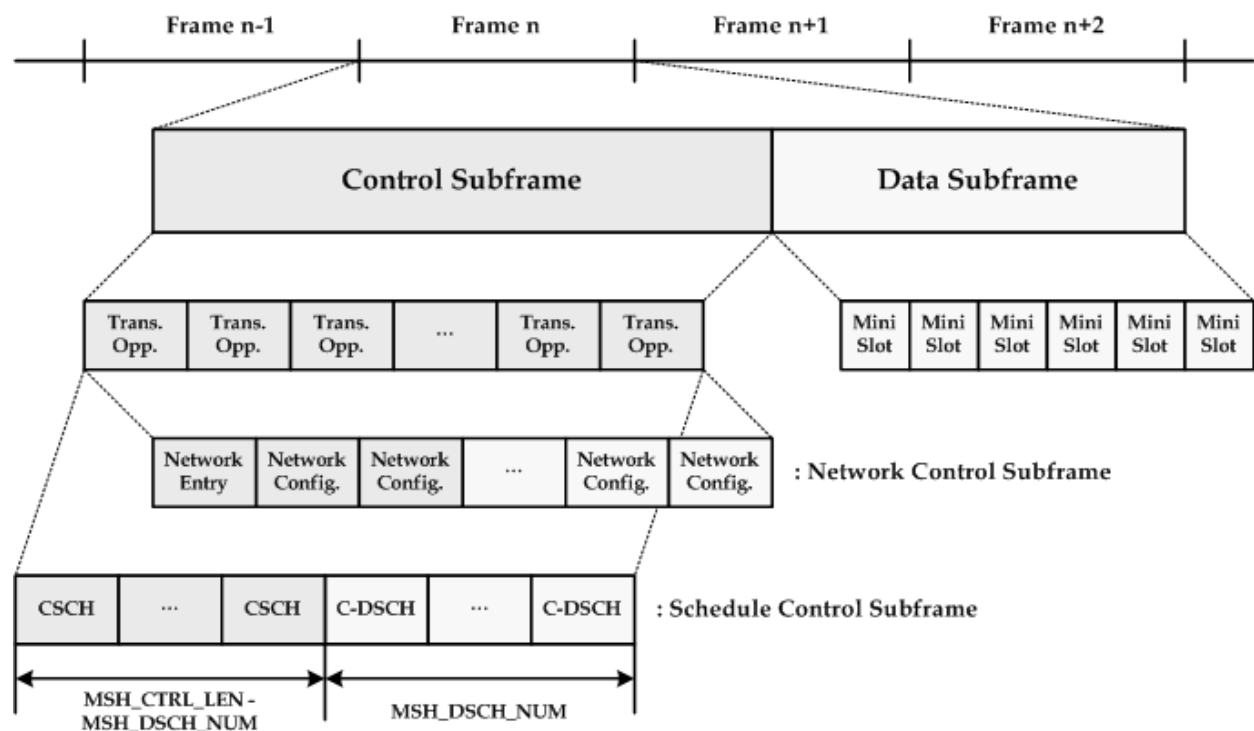 Frame n-1 Frame n Frame n+1 Frame n+2
Control Subframe Data Subframe
Trans. Trans. Trans. ... Trans. Trans.
Opp. Opp. Opp. Opp. Opp.
Mini Mini Mini Mini Mini Mini
Slot Slot Slot Slot Slot Slot
Network Network Network ... Network Network
Entry Config. Config. Config. Config.
: Network Control Subframe
CSCH ... CSCH C-DSCH ... C-DSCH
: Schedule Control Subframe
MSH_CTRL_LEN -
MSH_DSCH_NUM
MSH_DSCH_NUM